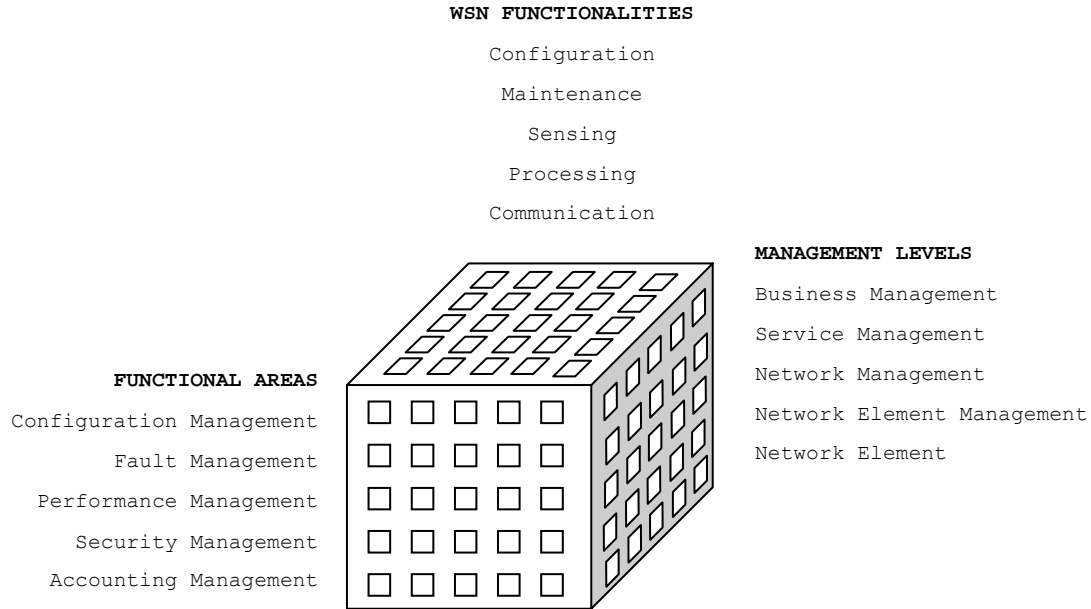 WSN FUNCTIONALITIES
Configuration
Maintenance
Sensing
Processing
Communication
MANAGEMENT LEVELS
Business Management
Service Management
Network Management
Network Element Management
Network Element
FUNCTIONAL AREAS
Configuration Management
Fault Management
Performance Management
Security Management
Accounting Management